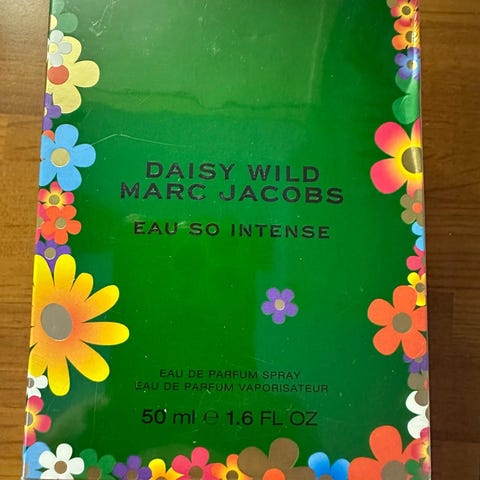 DAISY WILD
MARC JACOBS
EAU SO INTENSE
EAU DE PARFUM SPRAY
EAU DE PARFUM VAPORISATEUR
50 ml ℮ 1.6 FL OZ